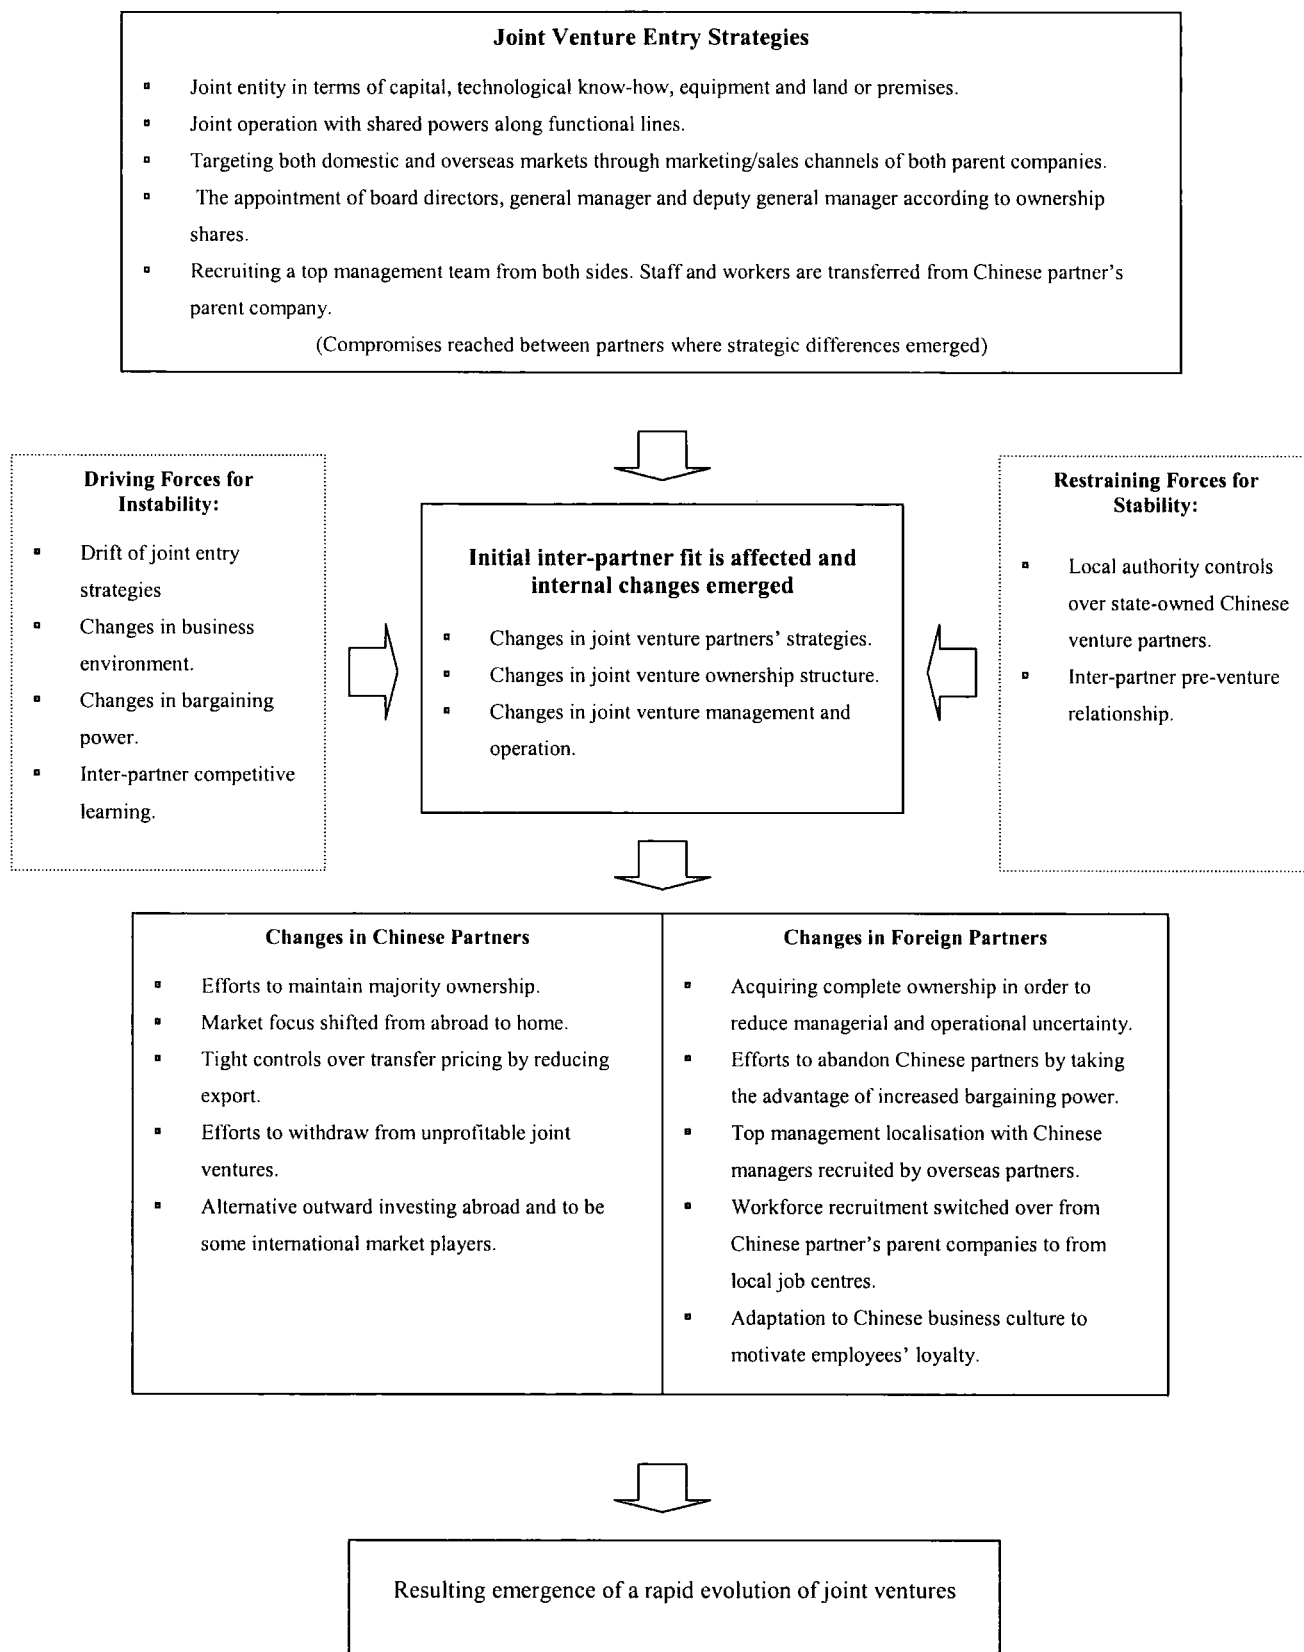 Joint Venture Entry Strategies
Joint entity in terms of capital, technological know-how, equipment and land or premises.
Joint operation with shared powers along functional lines.
Targeting both domestic and overseas markets through marketing/sales channels of both parent companies.
The appointment of board directors, general manager and deputy general manager according to ownership
shares.
Recruiting a top management team from both sides. Staff and workers are transferred from Chinese partner's
parent company.
(Compromises reached between partners where strategic differences emerged)
Driving Forces for
Instability:
Drift of joint entry
strategies
Changes in business
environment.
Changes in bargaining
power.
Inter-partner competitive
learning.
Initial inter-partner fit is affected and
internal changes emerged
Changes in joint venture partners' strategies.
Changes in joint venture ownership structure.
Changes in joint venture management and
operation.
Restraining Forces for
Stability:
Local authority controls
over state-owned Chinese
venture partners.
Inter-partner pre-venture
relationship.
Changes in Chinese Partners
Efforts to maintain majority ownership.
Market focus shifted from abroad to home.
Tight controls over transfer pricing by reducing
export.
Efforts to withdraw from unprofitable joint
ventures.
Alternative outward investing abroad and to be
some international market players.
Changes in Foreign Partners
Acquiring complete ownership in order to
reduce managerial and operational uncertainty.
Efforts to abandon Chinese partners by taking
the advantage of increased bargaining power.
Top management localisation with Chinese
managers recruited by overseas partners.
Workforce recruitment switched over from
Chinese partner's parent companies to from
local job centres.
Adaptation to Chinese business culture to
motivate employees' loyalty.
Resulting emergence of a rapid evolution of joint ventures